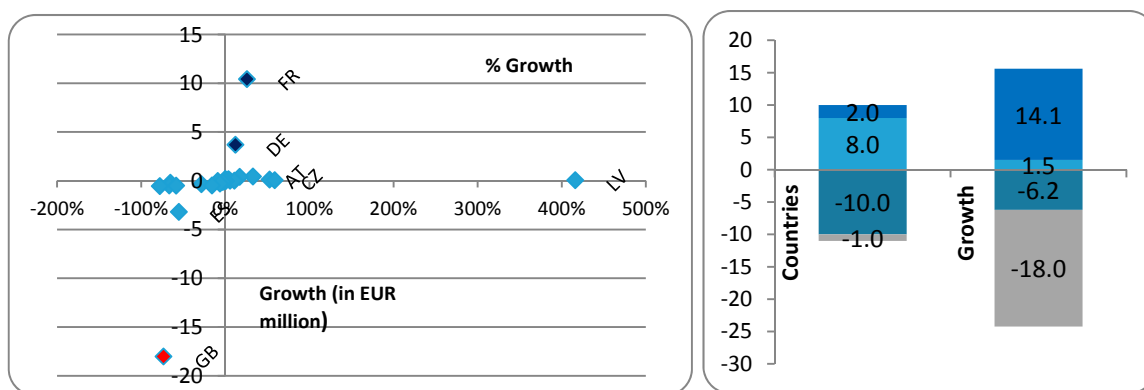 15
10
5
0
-5
-10
-15
-20
-200%
-100%
0%
100%
200%
300%
400%
500%
% Growth
Growth (in EUR
million)
FR
DE
AT
CZ
LV
ES
GB
20
15
10
5
0
-5
-10
-15
-20
-25
-30
Countries
2.0
8.0
-10.0
-1.0
Growth
14.1
1.5
-6.2
-18.0